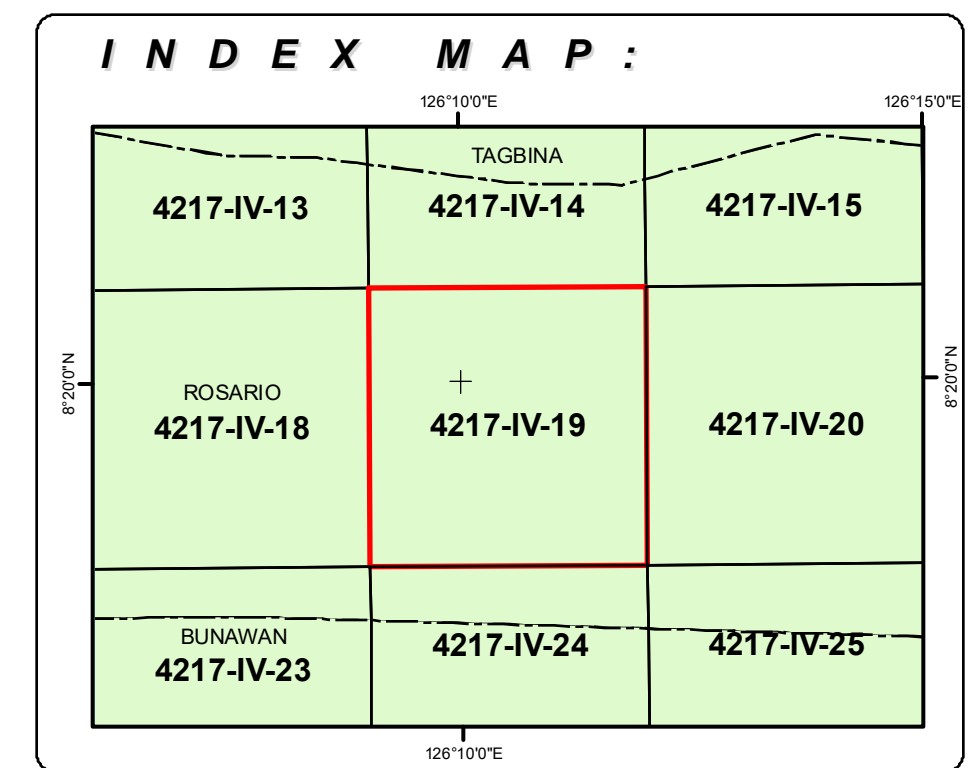 INDEX MAP:
126°10'0"E
126°15'0"E
TAGBINA
4217-IV-13
4217-IV-14
4217-IV-15
8°20'0"N
8°20'0"N
ROSARIO
4217-IV-18
4217-IV-19
4217-IV-20
BUNAWAN
4217-IV-23
4217-IV-24
4217-IV-25
126°10'0"E